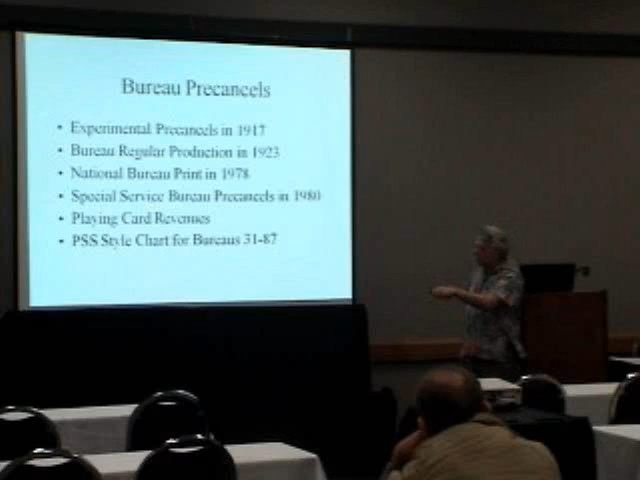 Bureau Precancels
• Experimental Precancels in 1917
• Bureau Regular Production in 1923
• National Bureau Print in 1978
• Special Service Bureau Precancels in 1980
• Playing Card Revenues
• PSS Style Chart for Bureaus 31-87